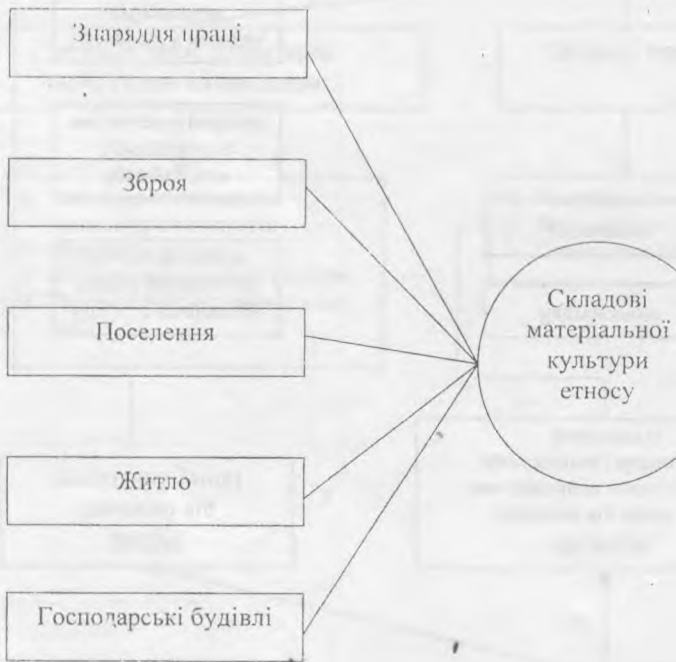 Знаряддя праці
Зброя
Поселення
Житло
Господарські будівлі
Складові
матеріальної
культури
етносу